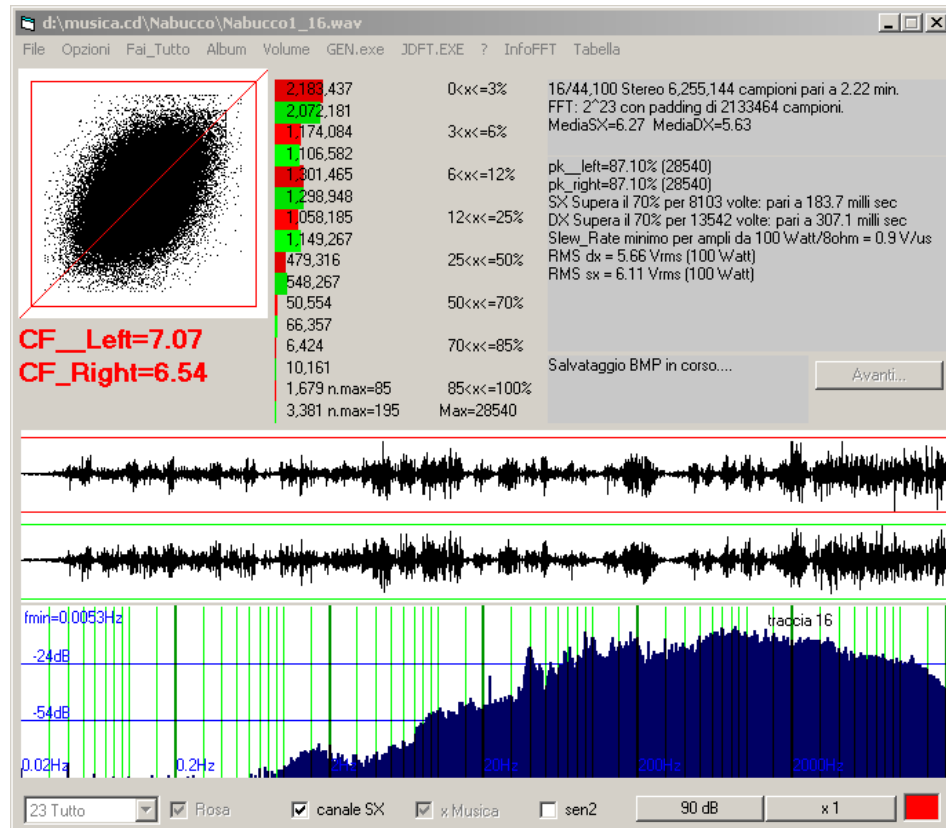 d:\musica.cd\Nabucco\Nabucco1_16.wav
File Opzioni Fai_Tutto Album Volume GEN.exe JDFT.EXE ? InfoFFT Tabella
2,183,437 0<x<=3%
2,072,181
1,174,084 3<x<=6%
1,106,582
1,301,465 6<x<=12%
1,298,948
1,058,185 12<x<=25%
1,149,267
479,316 25<x<=50%
548,267
50,554 50<x<=70%
66,357
6,424 70<x<=85%
10,161
1,679 n.max=85 85<x<=100%
3,381 n.max=195 Max=28540
CF__Left=7.07
CF_Right=6.54
16/44,100 Stereo 6,255,144 campioni pari a 2.22 min.
FFT: 2^23 con padding di 2133464 campioni.
MediaSX=6.27 MediaDX=5.63
pk__left=87.10% (28540)
pk_right=87.10% (28540)
SX Supera il 70% per 8103 volte: pari a 183.7 milli sec
DX Supera il 70% per 13542 volte: pari a 307.1 milli sec
Slew_Rate minimo per ampli da 100 Watt/8ohm = 0.9 V/us
RMS dx = 5.66 Vrms (100 Watt)
RMS sx = 6.11 Vrms (100 Watt)
Salvataggio BMP in corso....
Avanti...
fmin=0.0053Hz
traccia 16
-24dB
-54dB
0.02Hz 0.2Hz 20Hz 200Hz 2000Hz
23 Tutto Rosa canale SX x Musica sen2 90 dB x 1